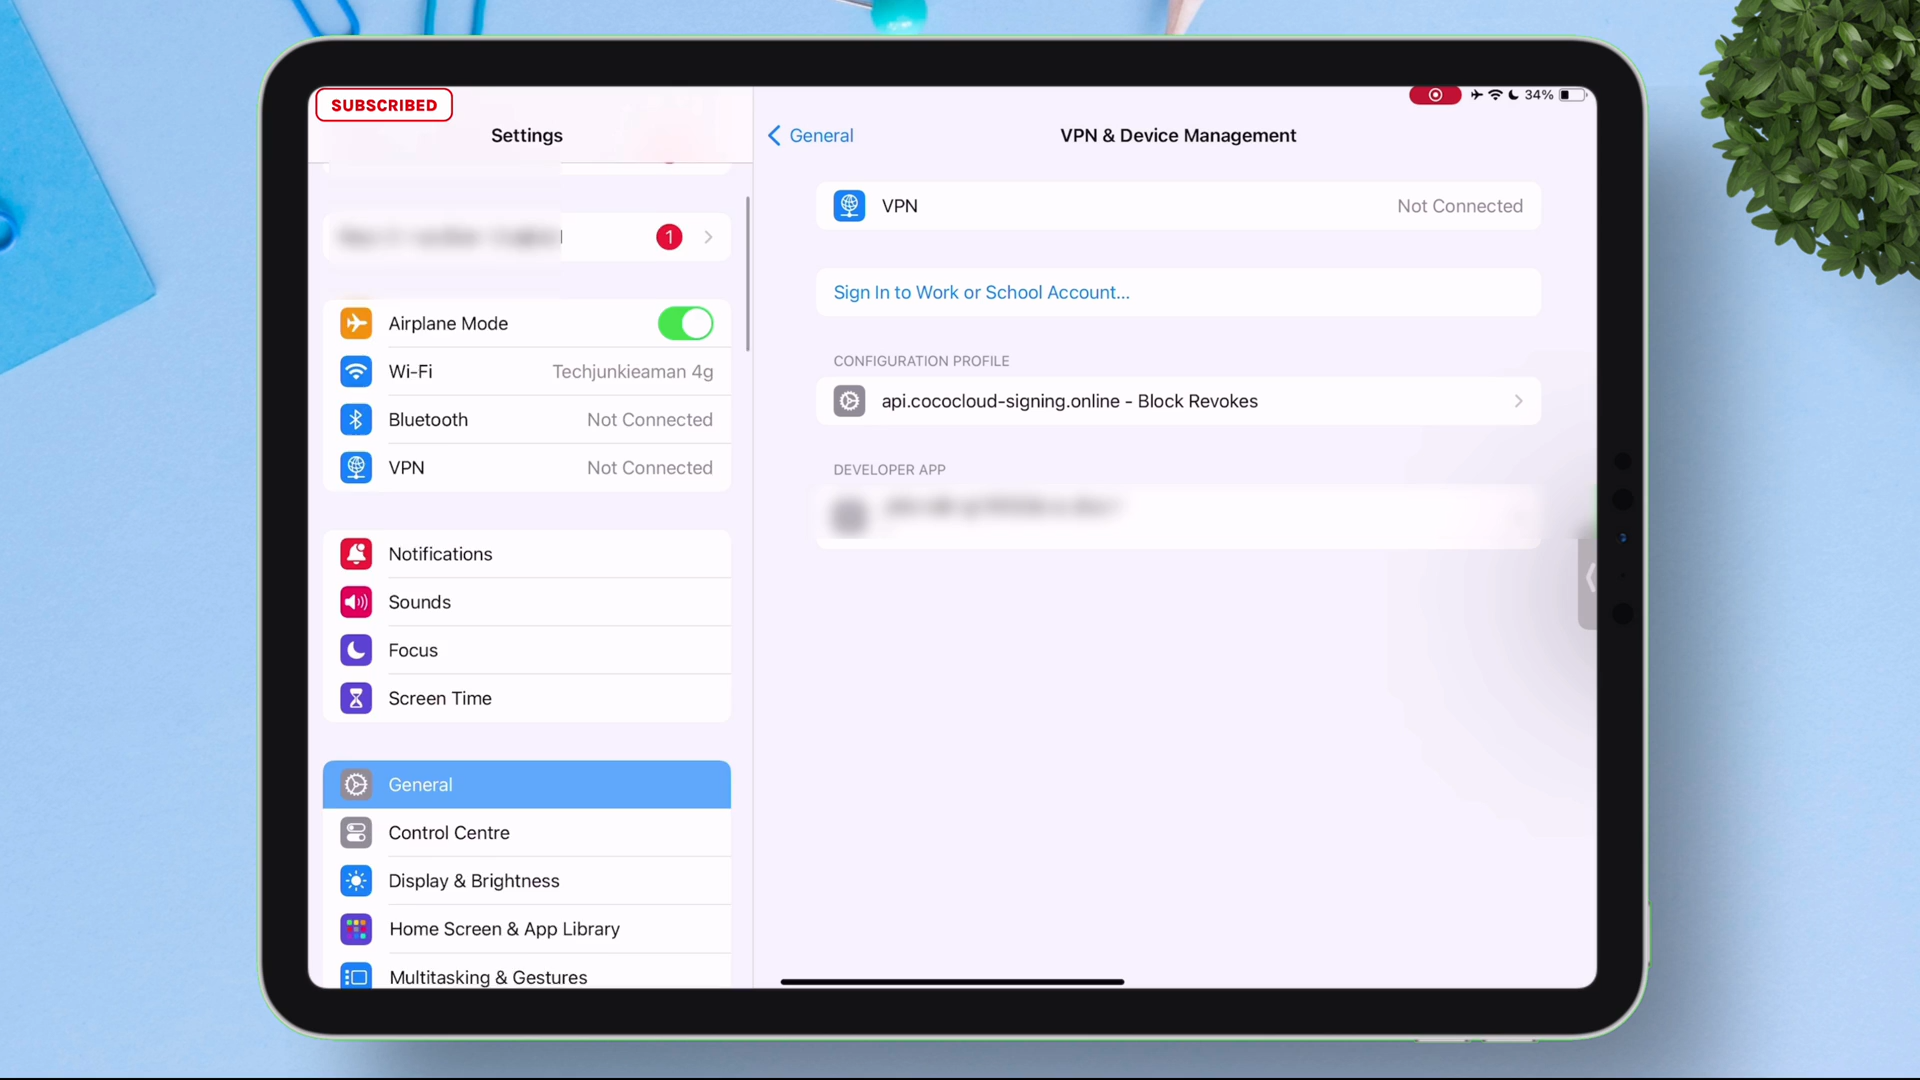 SUBSCRIBED
34%
Settings
General
VPN & Device Management
1
Airplane Mode
Wi-Fi
Techjunkieaman 4g
Bluetooth
Not Connected
VPN
Not Connected
Notifications
Sounds
Focus
Screen Time
General
Control Centre
Display & Brightness
Home Screen & App Library
Multitasking & Gestures
VPN
Not Connected
Sign In to Work or School Account...
CONFIGURATION PROFILE
api.cococloud-signing.online - Block Revokes
DEVELOPER APP